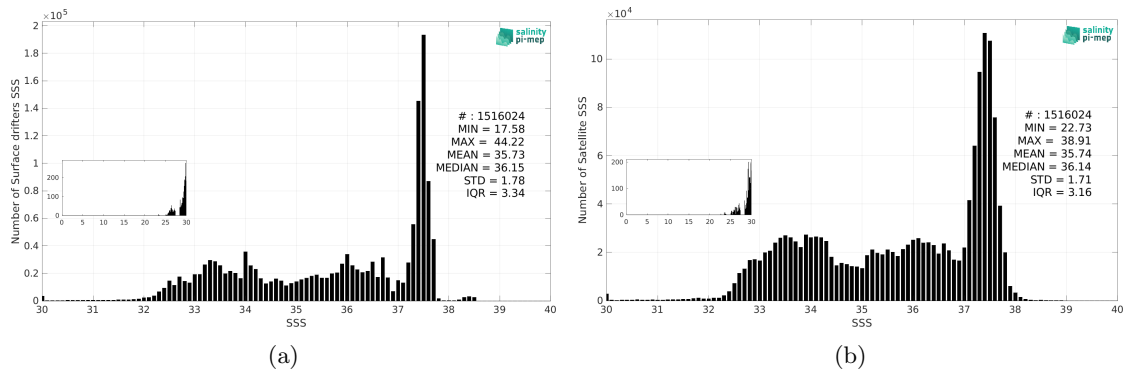 ×10⁵
2
1.8
1.6
1.4
1.2
1
0.8
0.6
0.4
0.2
0
Number of Surface drifters SSS
salinity
pi-mep
# : 1516024
MIN = 17.58
MAX = 44.22
MEAN = 35.73
MEDIAN = 36.15
STD = 1.78
IQR = 3.34
200
100
0
0 5 10 15 20 25 30
30 31 32 33 34 35 36 37 38 39 40
SSS
(a)
×10⁴
10
8
6
4
2
0
Number of Satellite SSS
salinity
pi-mep
# : 1516024
MIN = 22.73
MAX = 38.91
MEAN = 35.74
MEDIAN = 36.14
STD = 1.71
IQR = 3.16
200
150
100
50
0
0 5 10 15 20 25 30
30 31 32 33 34 35 36 37 38 39 40
SSS
(b)